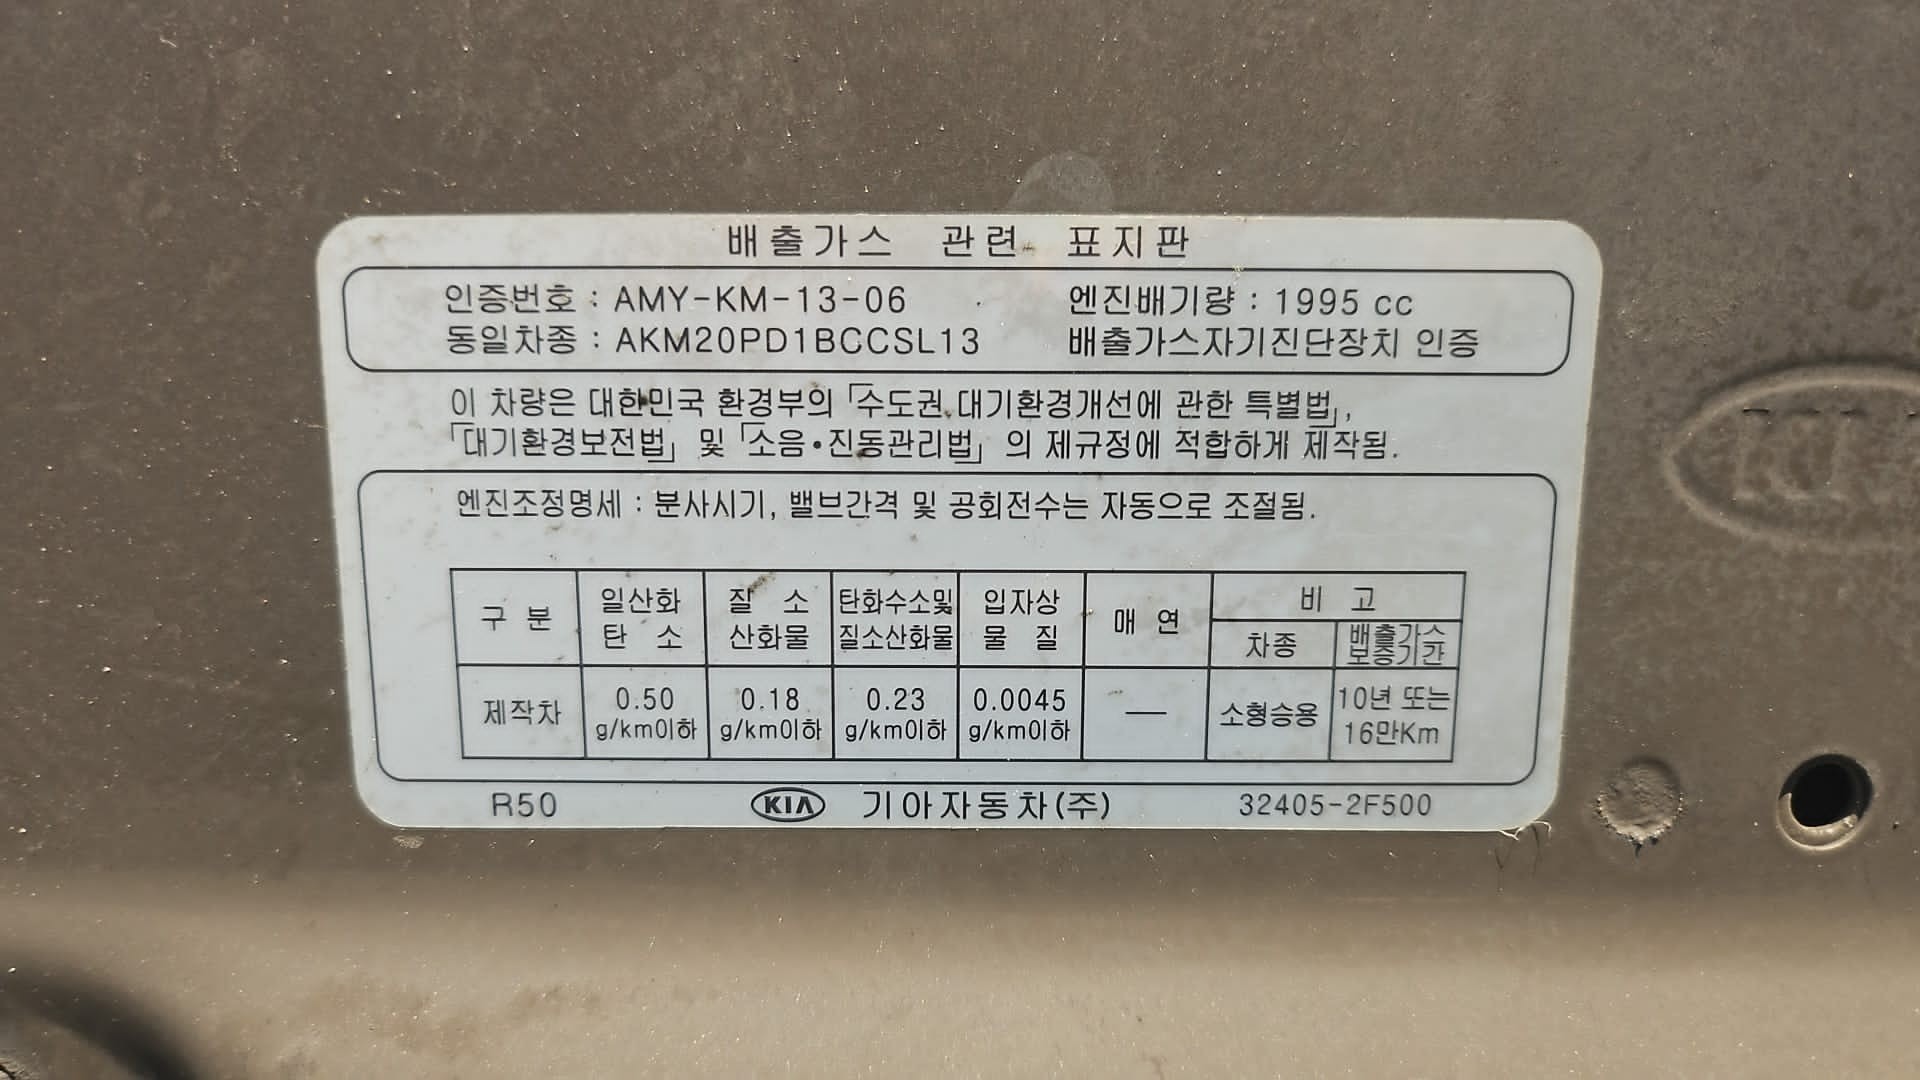 배출가스 관련 표지판
인증번호 : AMY-KM-13-06 엔진배기량 : 1995 cc
동일차종 : AKM20PD1BCCSL13 배출가스자기진단장치 인증
이 차량은 대한민국 환경부의 「수도권 대기환경개선에 관한 특별법」,
「대기환경보전법」 및 「소음•진동관리법」 의 제규정에 적합하게 제작됨.
엔진조정명세 : 분사시기, 밸브간격 및 공회전수는 자동으로 조절됨.
구 분 일산화 탄 소 질 소 산화물 탄화수소및 질소산화물 입자상 물 질 매 연 비 고
차종 배출가스 보증기간
제작차 0.50 g/km이하 0.18 g/km이하 0.23 g/km이하 0.0045 g/km이하 — 소형승용 10년 또는 16만Km
R50 KIA 기아자동차(주) 32405-2F500